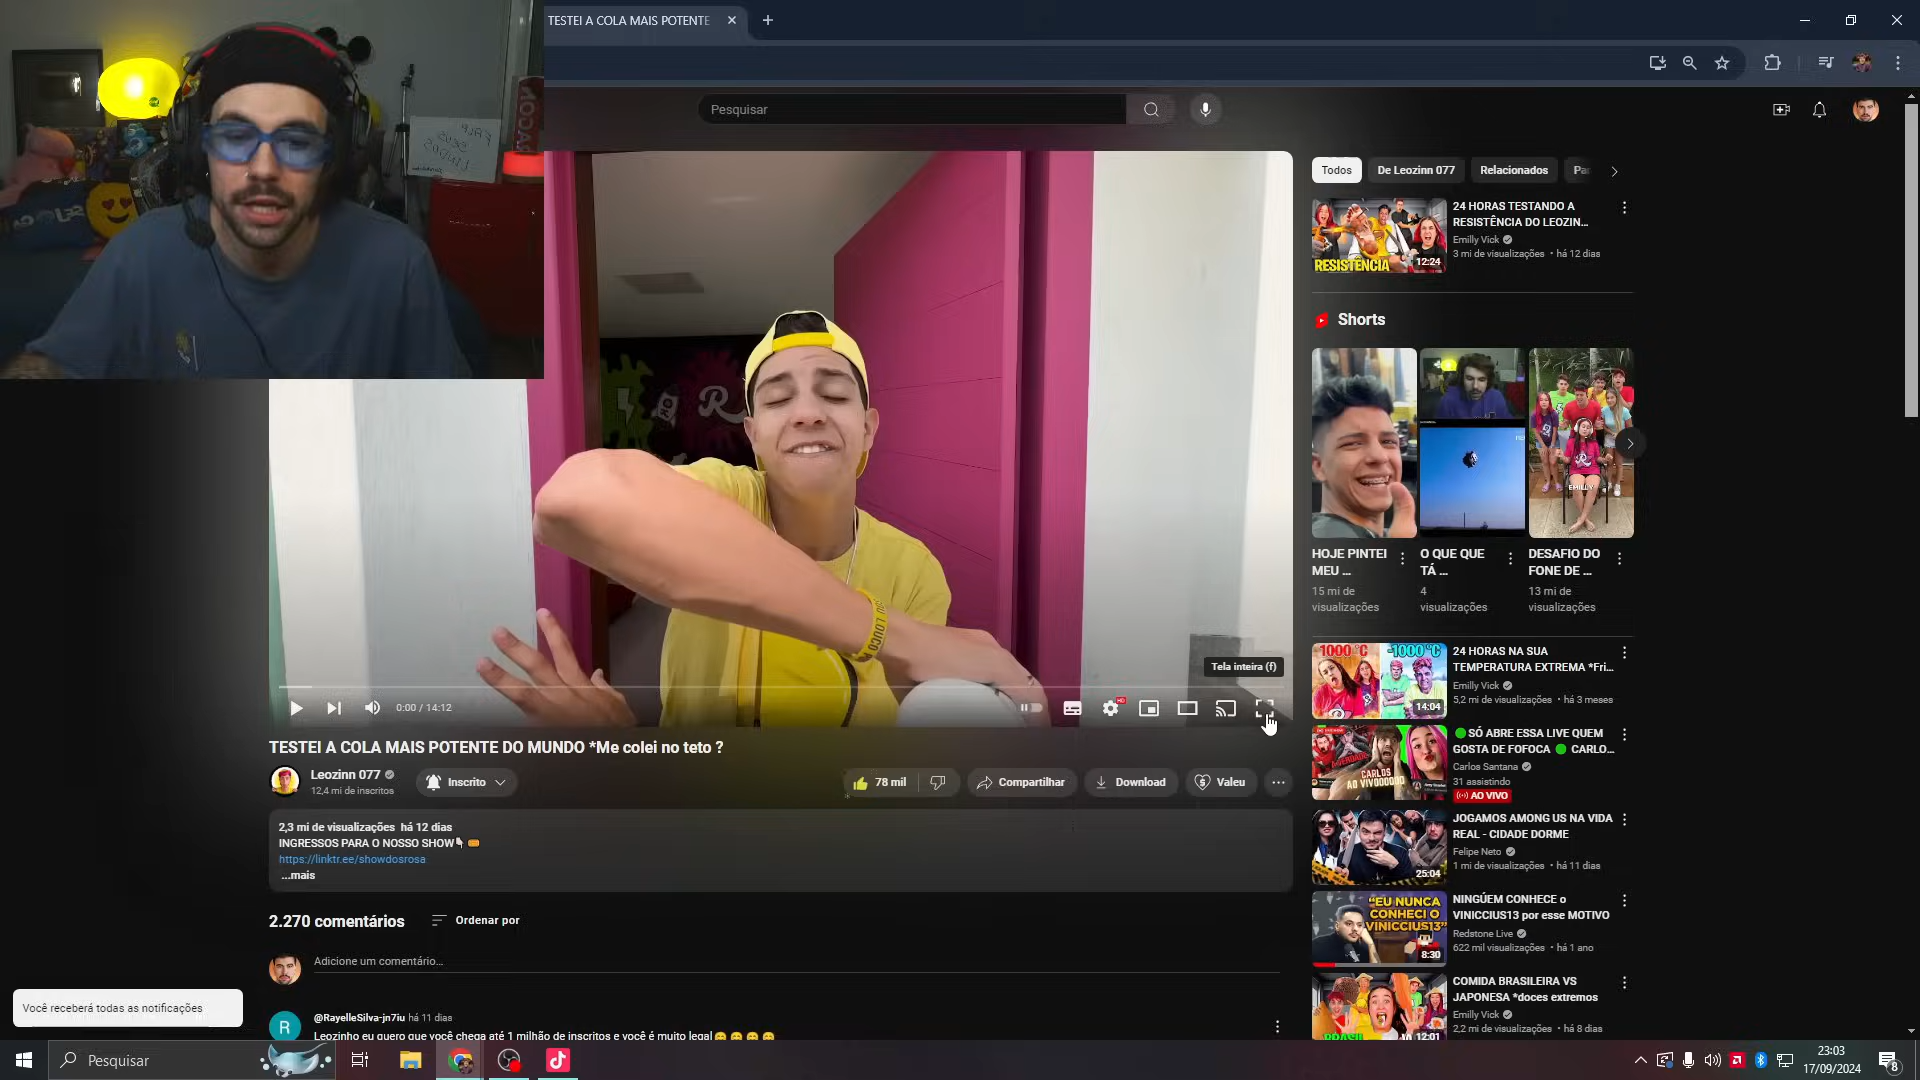 TESTEI A COLA MAIS POTENTE
Pesquisar
Todos
De Leozinn 077
Relacionados
24 HORAS TESTANDO A
RESISTÊNCIA DO LEOZIN...
Emilly Vick
3 mi de visualizações • há 12 dias
RESISTÊNCIA
12:24
Shorts
EMILLY
HOJE PINTEI
MEU ...
15 mi de
visualizações
O QUE QUE
TÁ ...
4
visualizações
DESAFIO DO
FONE DE ...
13 mi de
visualizações
Tela inteira (f)
0:00 / 14:12
TESTEI A COLA MAIS POTENTE DO MUNDO *Me colei no teto ?
Leozinn 077
12,4 mi de inscritos
Inscrito
78 mil
Compartilhar
Download
Valeu
2,3 mi de visualizações há 12 dias
INGRESSOS PARA O NOSSO SHOW👇🏻🎟️
https://linktr.ee/showdosrosa
...mais
2.270 comentários
Ordenar por
Adicione um comentário...
R
@RayelleSilva-jn7iu há 11 dias
Leozinho eu quero que você chega até 1 milhão de inscritos e você é muito legal
Você receberá todas as notificações
1000 °C
-1000 °C
14:04
24 HORAS NA SUA
TEMPERATURA EXTREMA *Fri...
Emilly Vick
5,2 mi de visualizações • há 3 meses
CARLOS
AO VIVOOOOO
🟢SÓ ABRE ESSA LIVE QUEM
GOSTA DE FOFOCA 🟢 CARLO...
Carlos Santana
31 assistindo
AO VIVO
25:04
JOGAMOS AMONG US NA VIDA
REAL - CIDADE DORME
Felipe Neto
1 mi de visualizações • há 11 dias
"EU NUNCA
CONHECI O
VINICCIUS13"
8:30
NINGUÉM CONHECE o
VINICCIUS13 por esse MOTIVO
Redstone Live
622 mil visualizações • há 1 ano
12:01
COMIDA BRASILEIRA VS
JAPONESA *doces extremos
Emilly Vick
2,2 mi de visualizações • há 8 dias
Pesquisar
23:03
17/09/2024
8